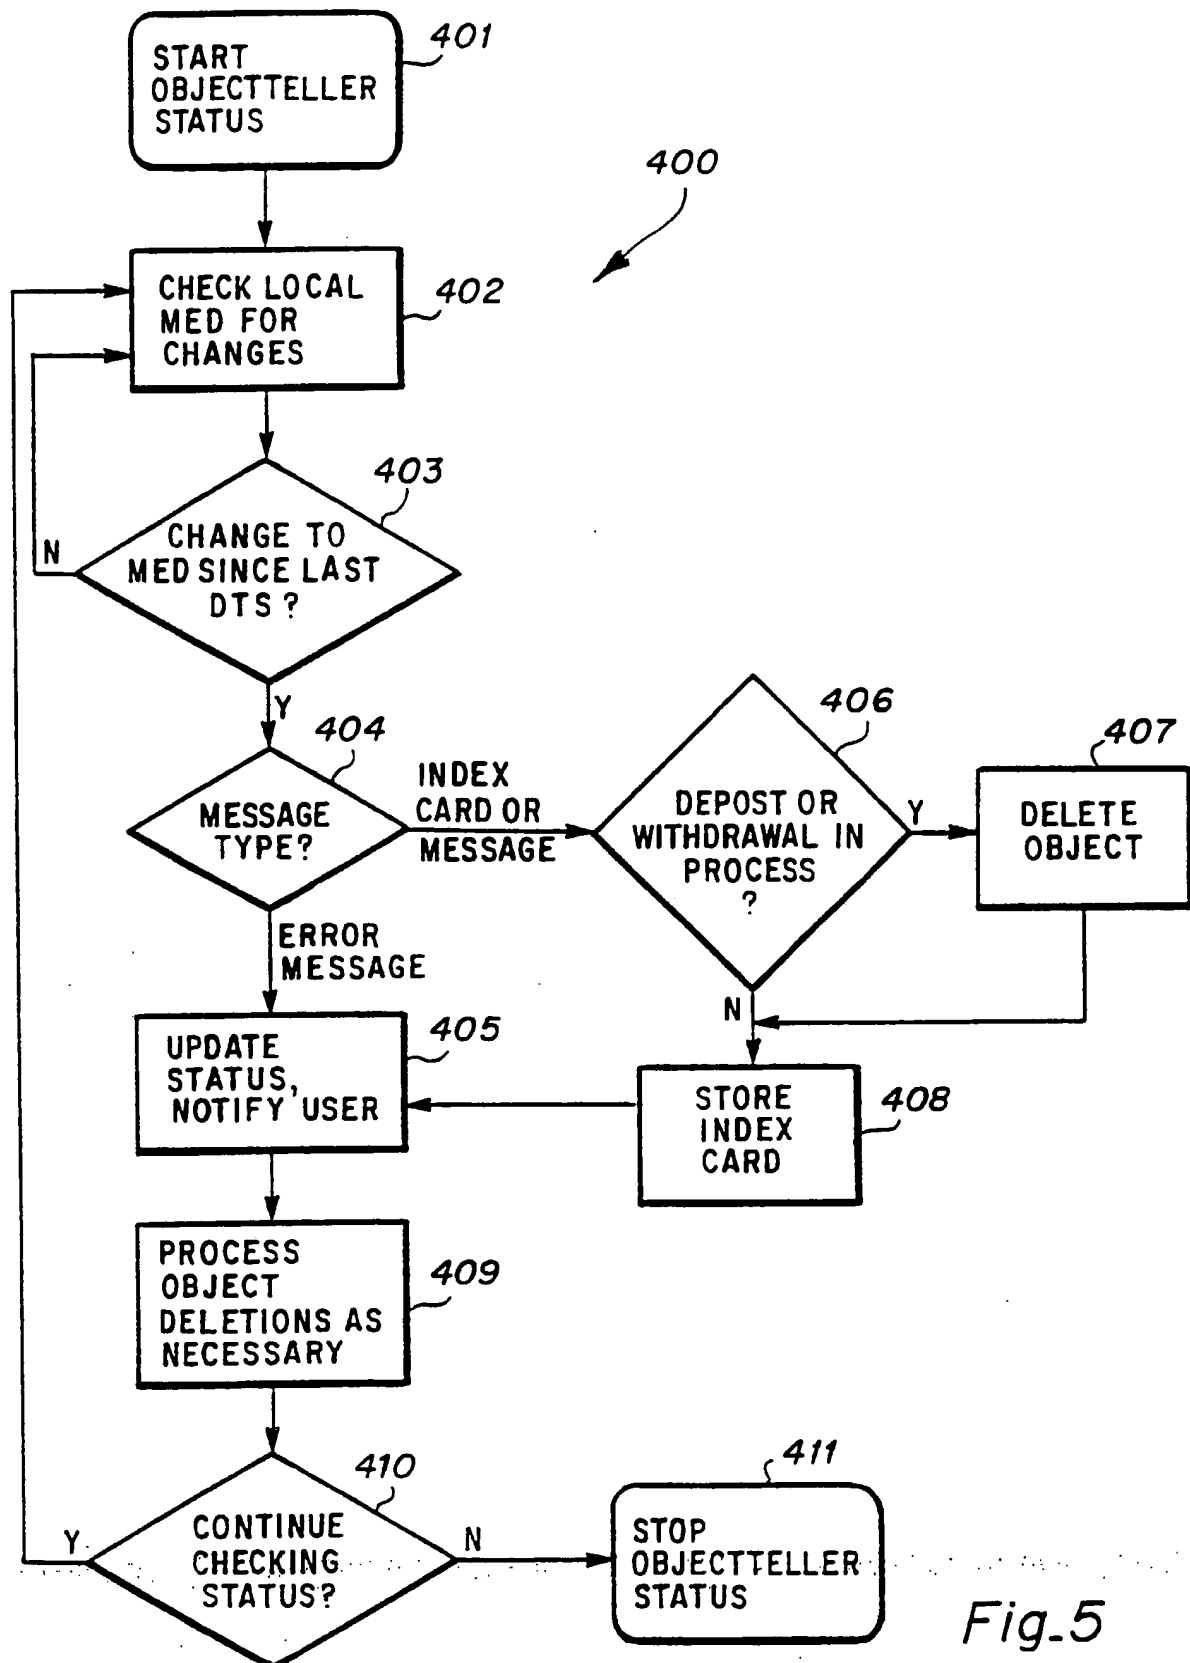 START
OBJECTTELLER
STATUS
401
400
CHECK LOCAL
MED FOR
CHANGES
402
403
CHANGE TO
MED SINCE LAST
DTS?
N
Y
404
MESSAGE
TYPE?
INDEX
CARD OR
MESSAGE
406
DEPOST OR
WITHDRAWAL IN
PROCESS
?
Y
407
DELETE
OBJECT
N
ERROR
MESSAGE
405
UPDATE
STATUS,
NOTIFY USER
STORE
INDEX
CARD
408
PROCESS
OBJECT
DELETIONS AS
NECESSARY
409
410
CONTINUE
CHECKING
STATUS?
Y
N
411
STOP
OBJECTTELLER
STATUS
Fig_5